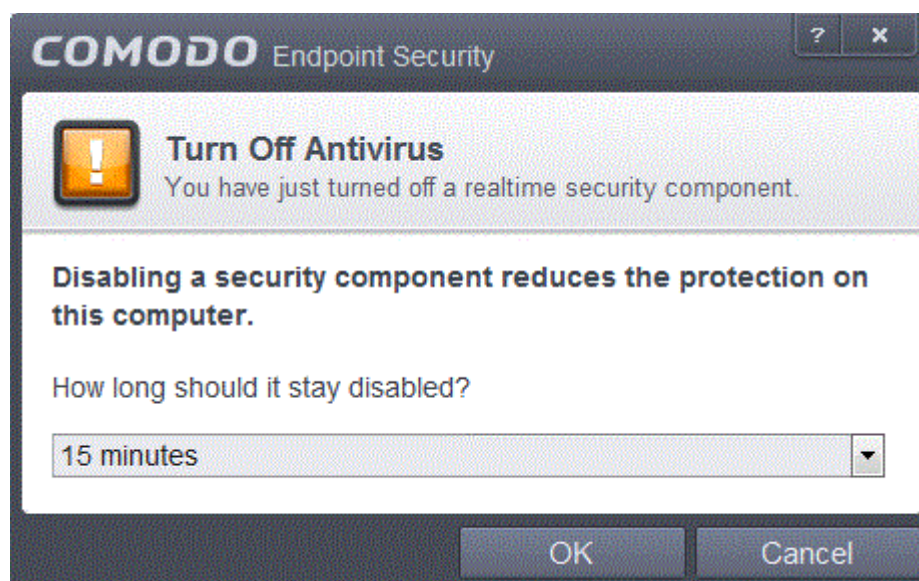 COMODO Endpoint Security
?
x
Turn Off Antivirus
You have just turned off a realtime security component.
Disabling a security component reduces the protection on
this computer.
How long should it stay disabled?
15 minutes
OK
Cancel